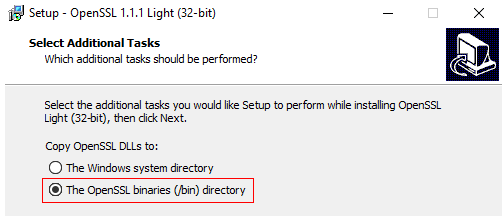 Setup - OpenSSL 1.1.1 Light (32-bit)
Select Additional Tasks
Which additional tasks should be performed?
Select the additional tasks you would like Setup to perform while installing OpenSSL
Light (32-bit), then click Next.
Copy OpenSSL DLLs to:
The Windows system directory
The OpenSSL binaries (/bin) directory